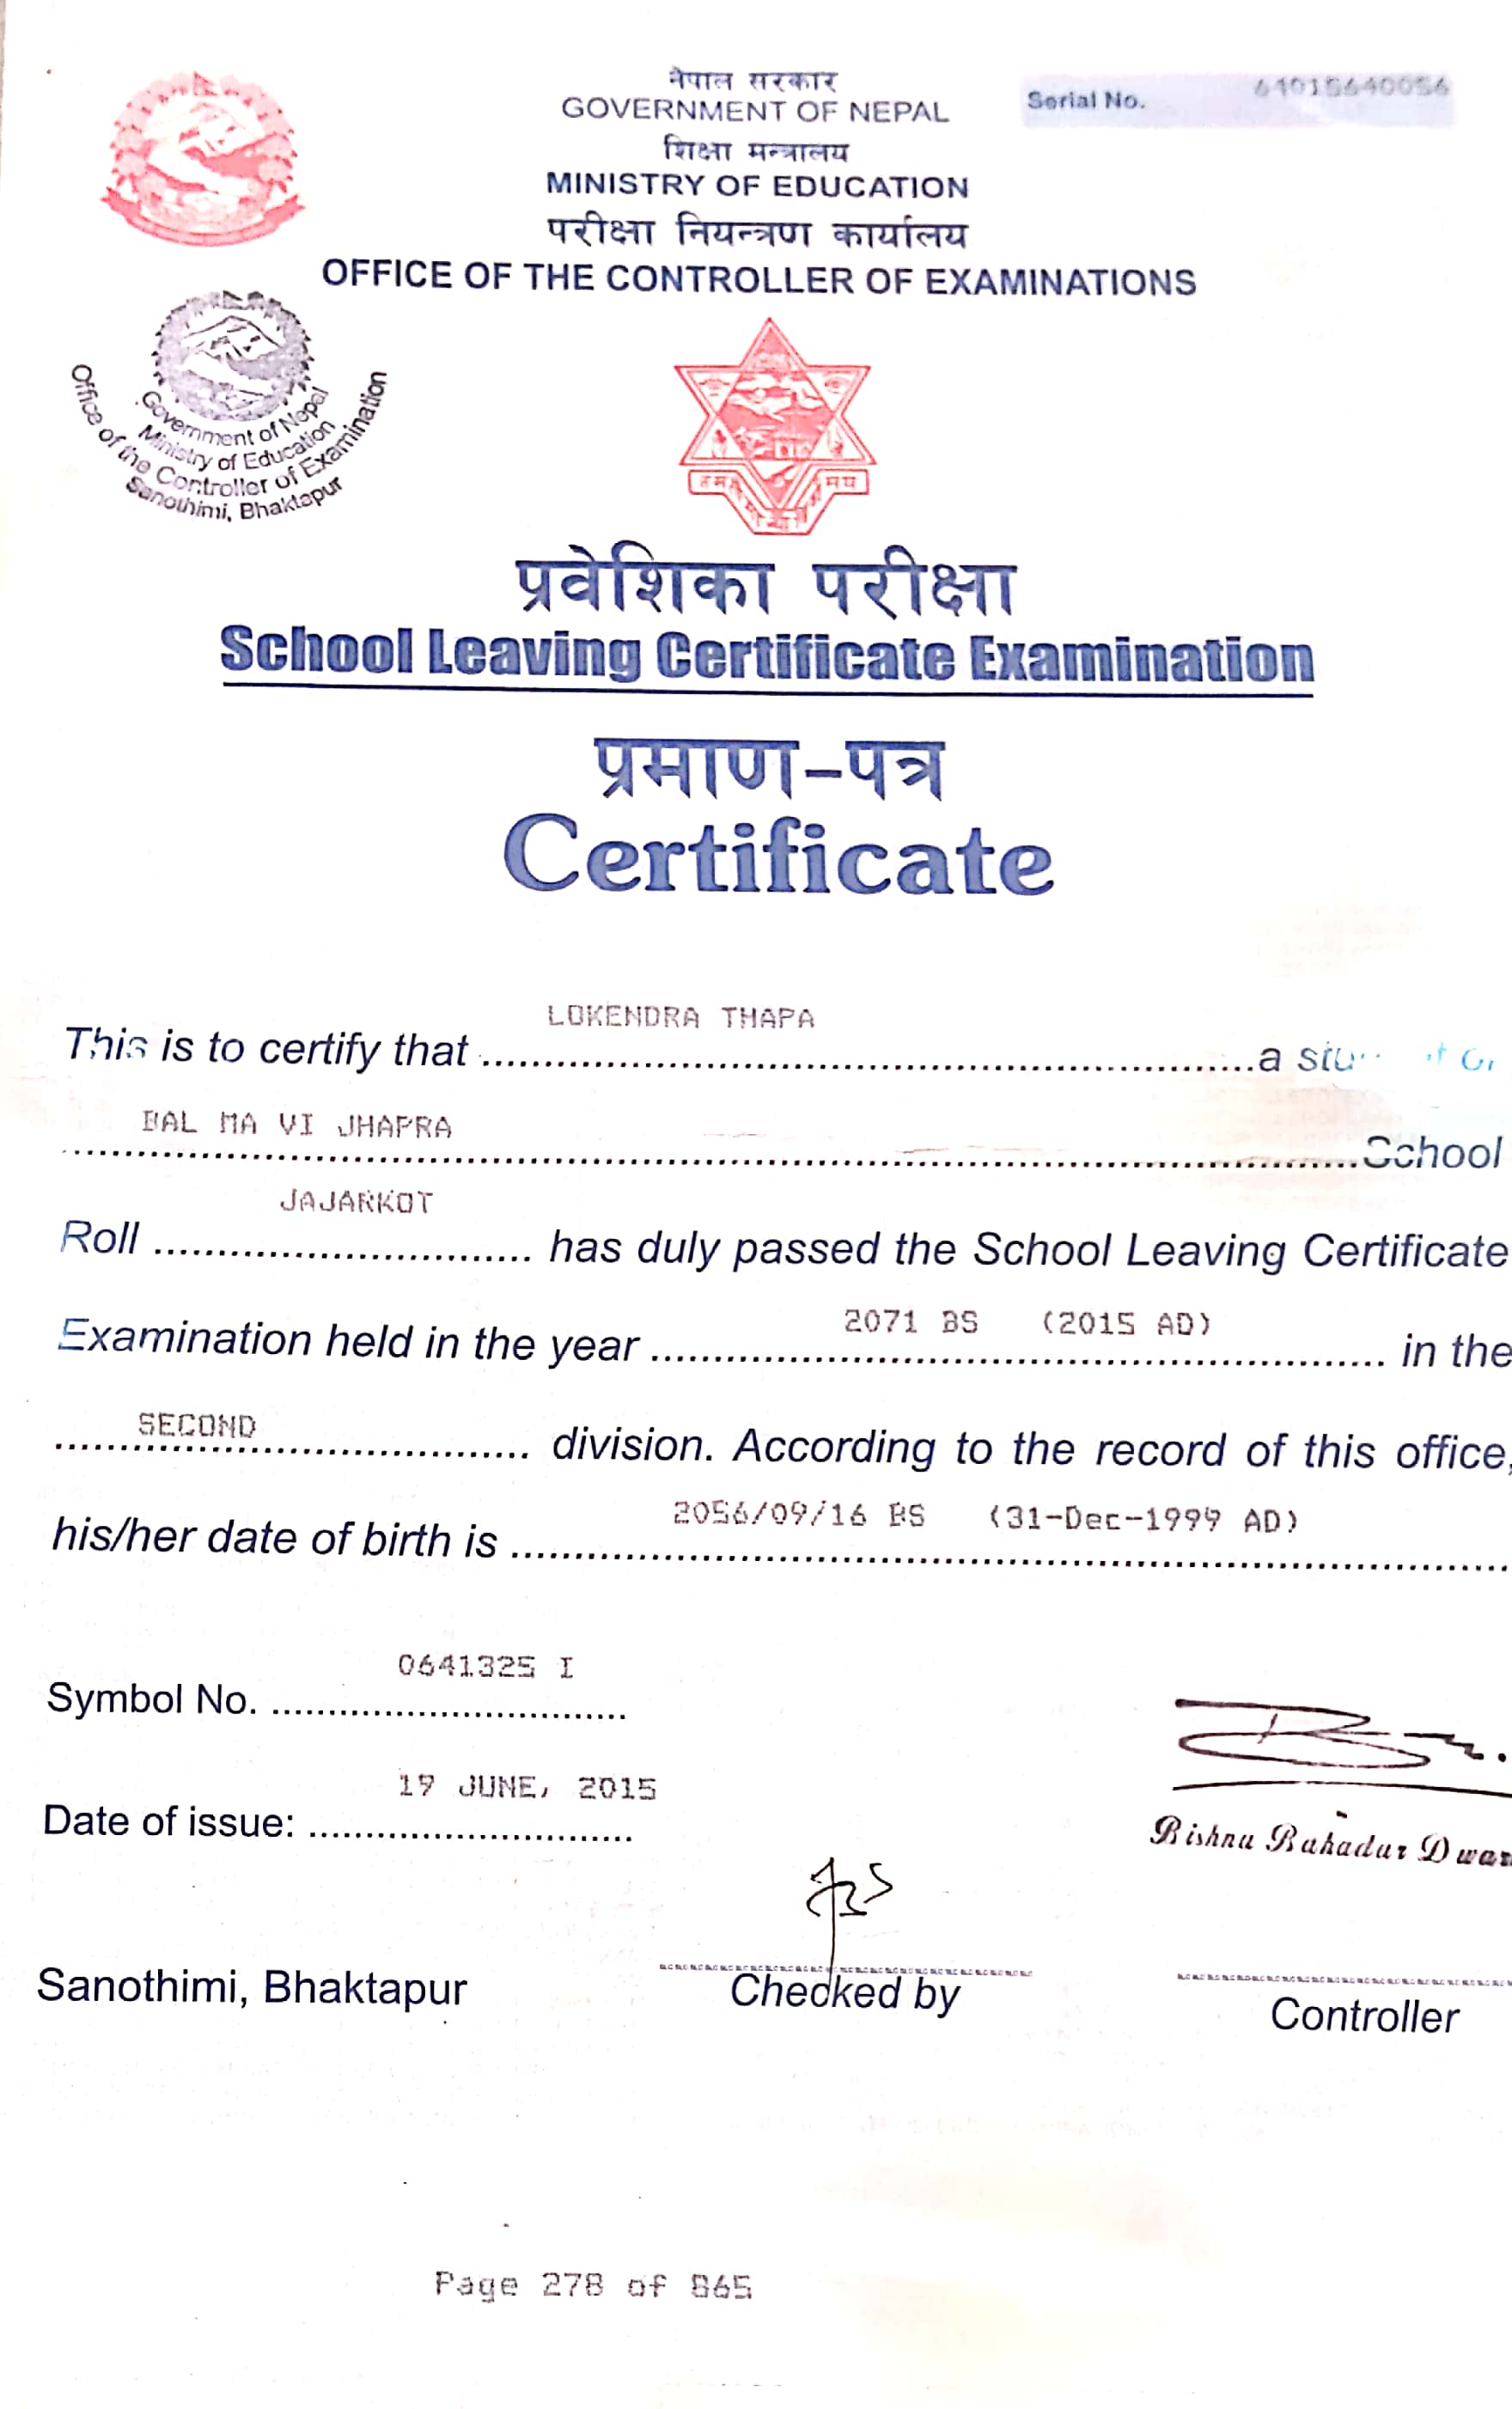 नेपाल सरकार
GOVERNMENT OF NEPAL
Serial No. 64015640056
शिक्षा मन्त्रालय
MINISTRY OF EDUCATION
परीक्षा नियन्त्रण कार्यालय
OFFICE OF THE CONTROLLER OF EXAMINATIONS
Government of Nepal
Ministry of Education
Office of the Controller of Examination
Sanothimi, Bhaktapur
प्रवेशिका परीक्षा
School Leaving Certificate Examination
प्रमाण-पत्र
Certificate
This is to certify that LOKENDRA THAPA a
BAL MA VI JHAPRA School
Roll JAJARKOT has duly passed the School Leaving Certificate
Examination held in the year 2071 BS (2015 AD) in the
SECOND division. According to the record of this office,
his/her date of birth is 2056/09/16 BS (31-Dec-1999 AD)
Symbol No. 0641325 I
Date of issue: 19 JUNE, 2015
Bishnu Bahadur
Sanothimi, Bhaktapur
Checked by
Controller
Page 278 of 865